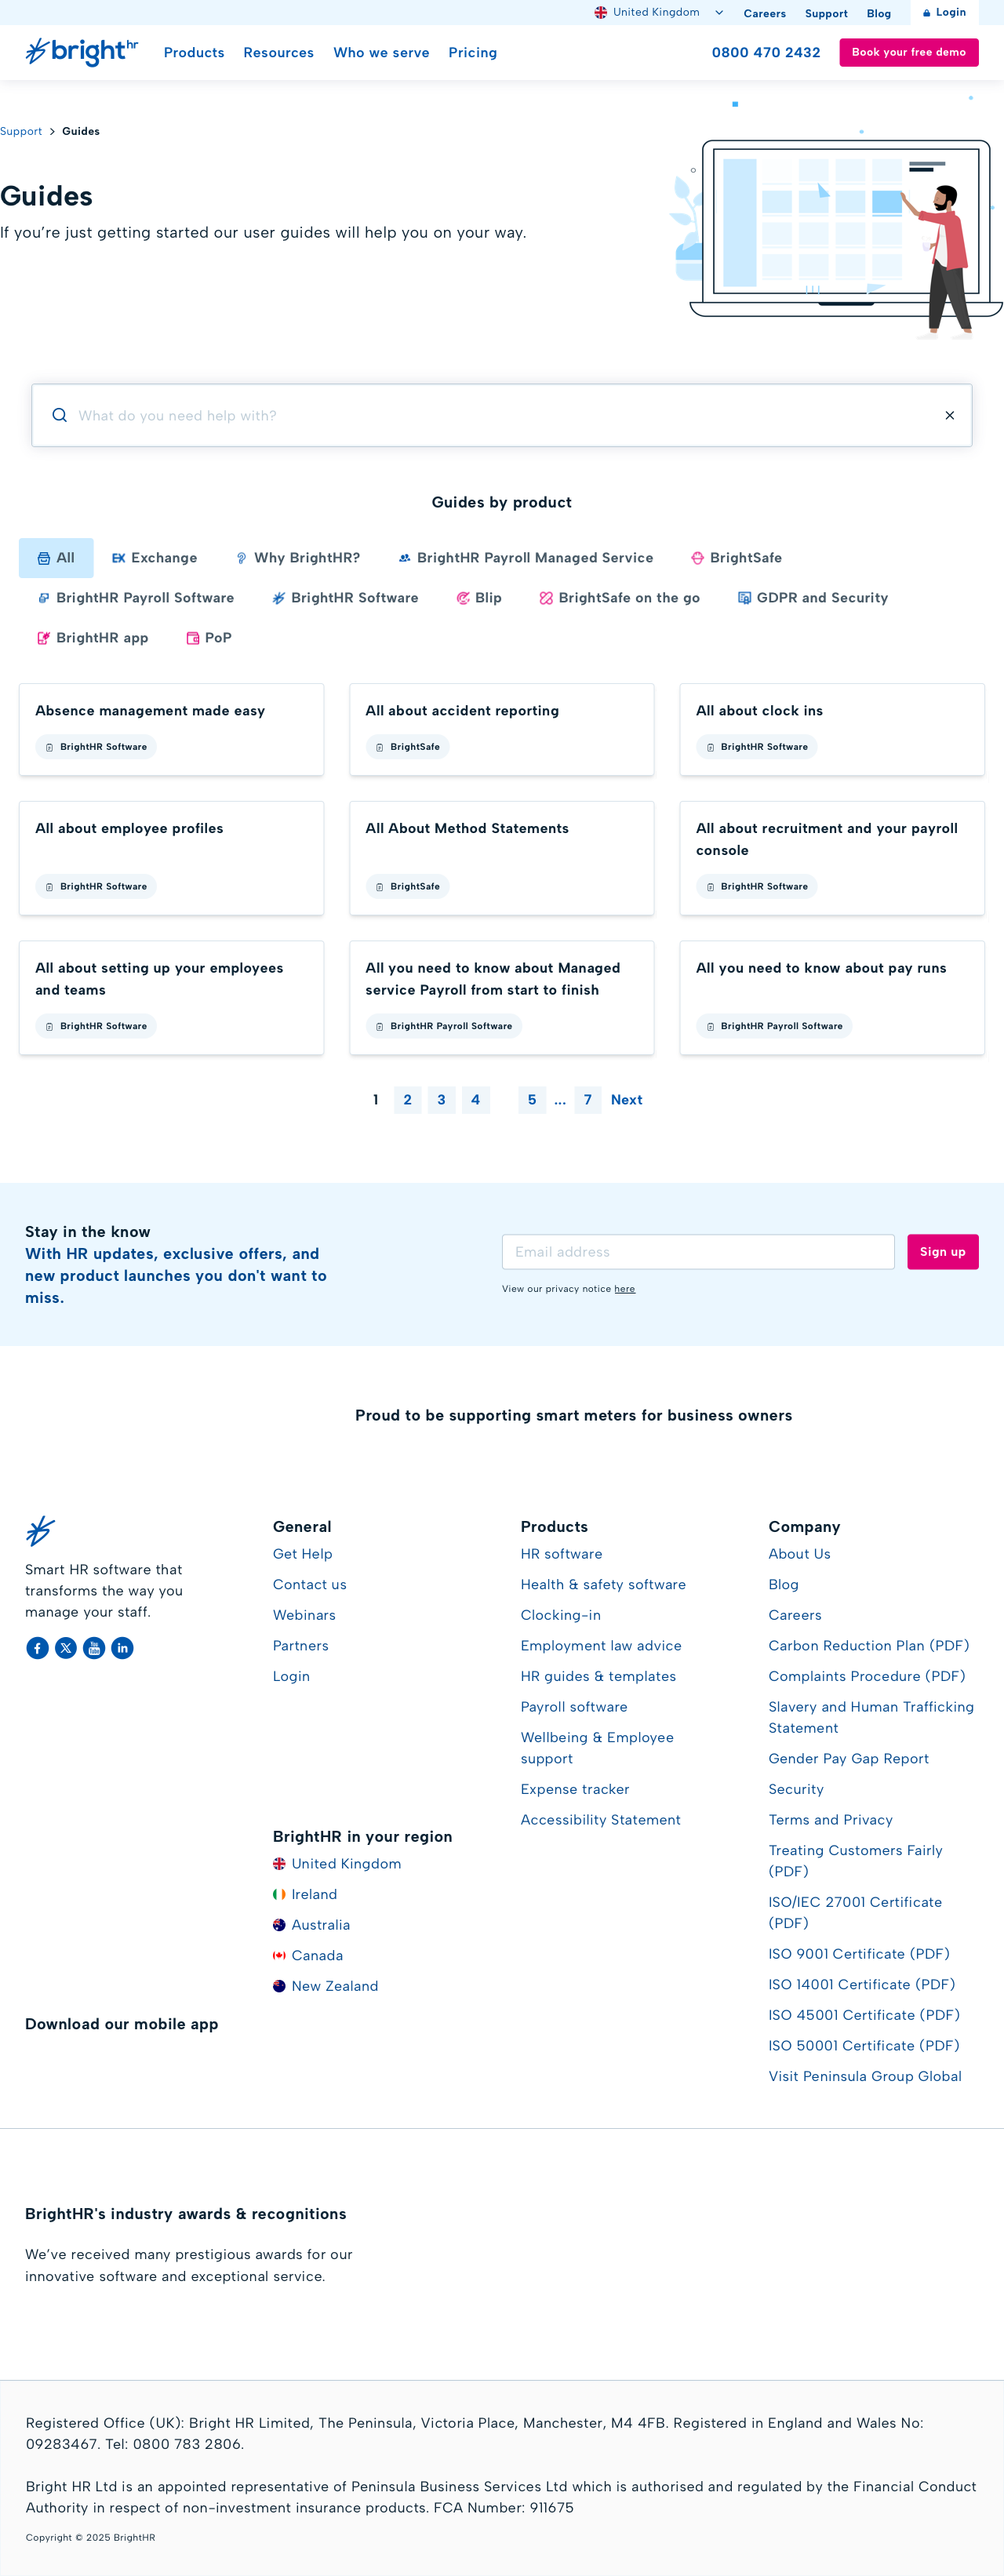 United Kingdom
Careers
Support
Blog
Login
brighthr
Products
Resources
Who we serve
Pricing
0800 470 2432
Book your free demo
Support
Guides
Guides
If you’re just getting started our user guides will help you on your way.
What do you need help with?
Guides by product
All
Exchange
Why BrightHR?
BrightHR Payroll Managed Service
BrightSafe
BrightHR Payroll Software
BrightHR Software
Blip
BrightSafe on the go
GDPR and Security
BrightHR app
PoP
Absence management made easy
BrightHR Software
All about accident reporting
BrightSafe
All about clock ins
BrightHR Software
All about employee profiles
BrightHR Software
All About Method Statements
BrightSafe
All about recruitment and your payroll
console
BrightHR Software
All about setting up your employees
and teams
BrightHR Software
All you need to know about Managed
service Payroll from start to finish
BrightHR Payroll Software
All you need to know about pay runs
BrightHR Payroll Software
1 2 3 4 5 ... 7 Next
Stay in the know
With HR updates, exclusive offers, and
new product launches you don't want to
miss.
Email address
Sign up
View our privacy notice here
Proud to be supporting smart meters for business owners
Smart HR software that
transforms the way you
manage your staff.
General
Get Help
Contact us
Webinars
Partners
Login
BrightHR in your region
United Kingdom
Ireland
Australia
Canada
New Zealand
Products
HR software
Health & safety software
Clocking-in
Employment law advice
HR guides & templates
Payroll software
Wellbeing & Employee
support
Expense tracker
Accessibility Statement
Company
About Us
Blog
Careers
Carbon Reduction Plan (PDF)
Complaints Procedure (PDF)
Slavery and Human Trafficking
Statement
Gender Pay Gap Report
Security
Terms and Privacy
Treating Customers Fairly
(PDF)
ISO/IEC 27001 Certificate
(PDF)
ISO 9001 Certificate (PDF)
ISO 14001 Certificate (PDF)
ISO 45001 Certificate (PDF)
ISO 50001 Certificate (PDF)
Visit Peninsula Group Global
Download our mobile app
BrightHR's industry awards & recognitions
We’ve received many prestigious awards for our
innovative software and exceptional service.
Registered Office (UK): Bright HR Limited, The Peninsula, Victoria Place, Manchester, M4 4FB. Registered in England and Wales No:
09283467. Tel: 0800 783 2806.
Bright HR Ltd is an appointed representative of Peninsula Business Services Ltd which is authorised and regulated by the Financial Conduct
Authority in respect of non-investment insurance products. FCA Number: 911675
Copyright © 2025 BrightHR